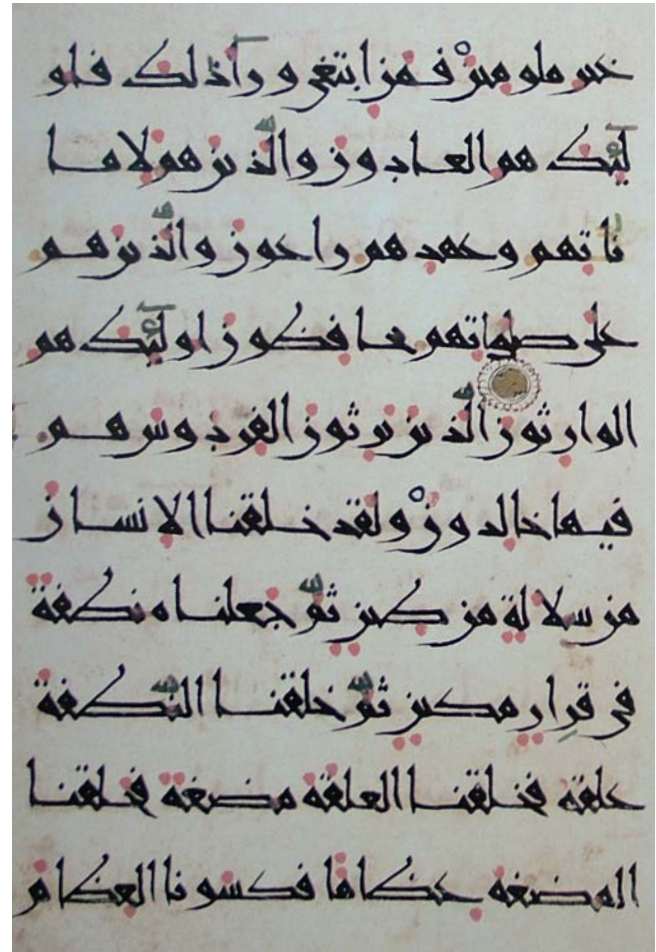 غير ملومين فمن ابتغى ورآ ذلك فاو
لئك هم العادون والذين هم لاما
ناتهم وعهدهم راعون والذين هم
على صلواتهم يحافظون اولئك هم
الوارثون الذين يرثون الفردوس هم
فيها خالدون ولقد خلقنا الانسان
من سلالة من طين ثم جعلناه نطفة
في قرار مكين ثم خلقنا النطفة
علقة فخلقنا العلقة مضغة فخلقنا
المضغة عظاما فكسونا العظام